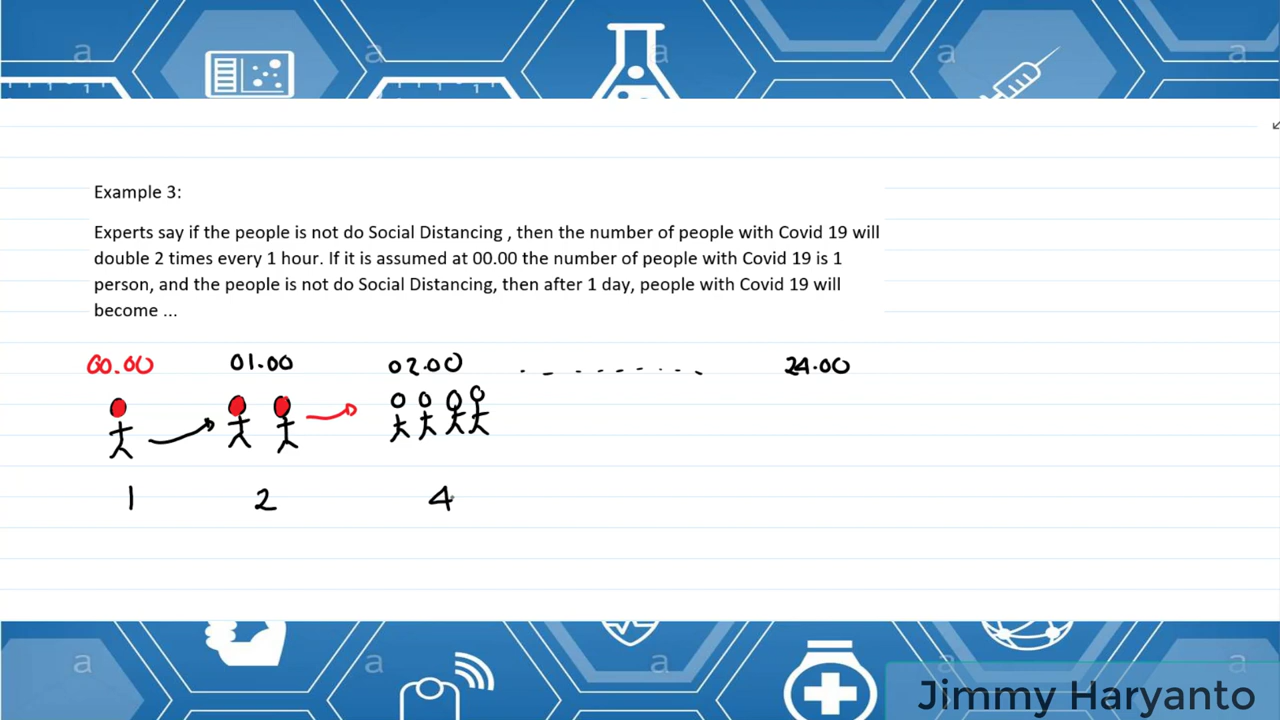 a a a a a
1 1
Example 3:
Experts say if the people is not do Social Distancing , then the number of people with Covid 19 will
double 2 times every 1 hour. If it is assumed at 00.00 the number of people with Covid 19 is 1
person, and the people is not do Social Distancing, then after 1 day, people with Covid 19 will
become ...
00.00 01.00 02.00 ........... 24.00
1 2 4
a a a a a
Jimmy Haryanto